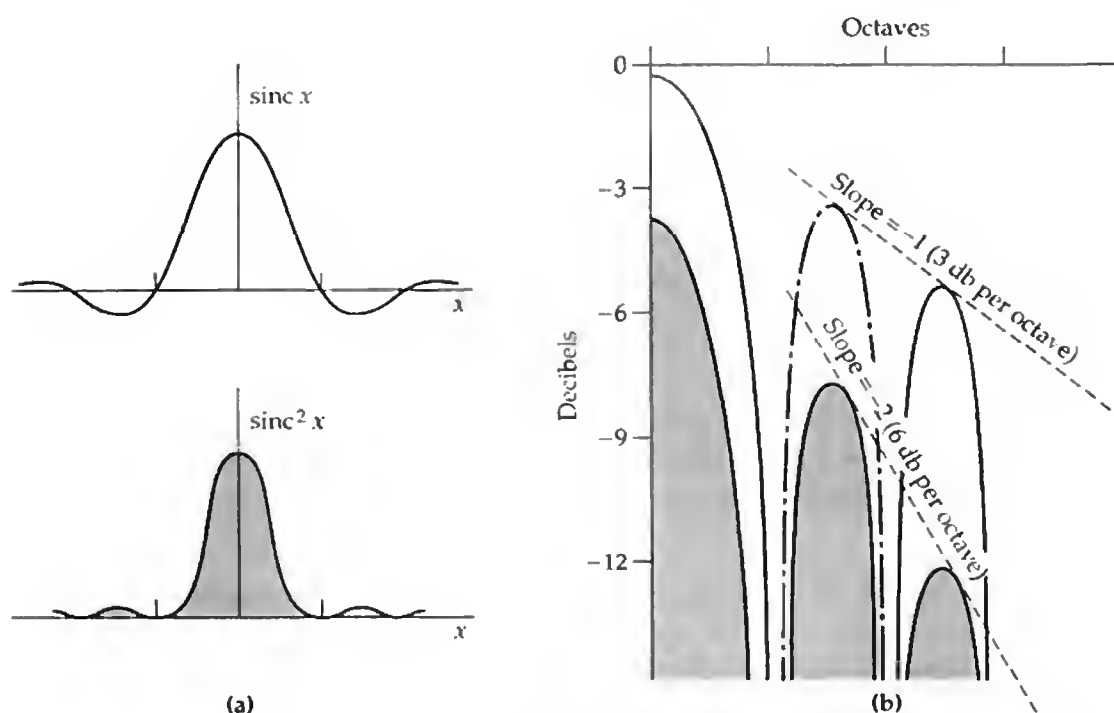 sinc x
x
sinc² x
x
(a)
Octaves
0
−3
−6
−9
−12
Decibels
Slope = −1 (3 db per octave)
Slope = −2 (6 db per octave)
(b)